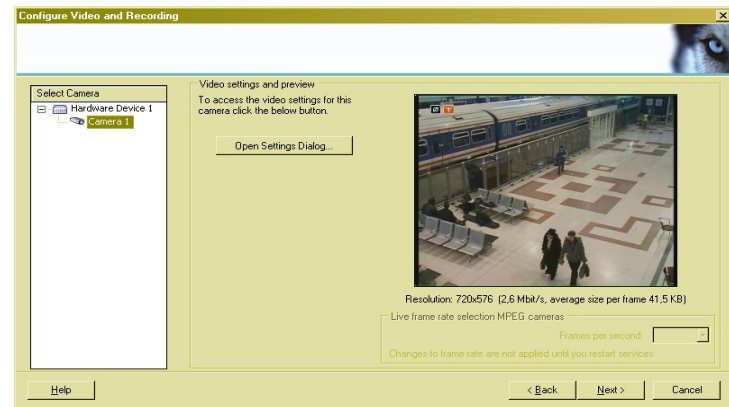 Configure Video and Recording
Select Camera
Hardware Device 1
Camera 1
Video settings and preview
To access the video settings for this
camera click the below button.
Open Settings Dialog...
Resolution: 720x576 (2,6 Mbit/s, average size per frame 41,5 KB)
Live frame rate selection MPEG cameras
Frames per second:
Changes to frame rate are not applied until you restart services
Help
< Back
Next >
Cancel